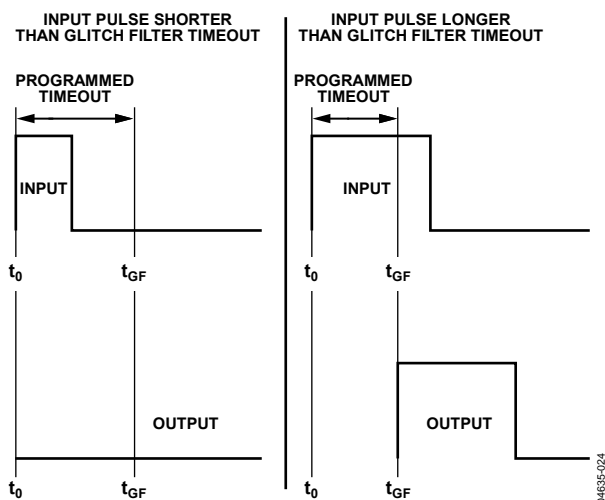 INPUT PULSE SHORTER
THAN GLITCH FILTER TIMEOUT
INPUT PULSE LONGER
THAN GLITCH FILTER TIMEOUT
PROGRAMMED
TIMEOUT
PROGRAMMED
TIMEOUT
INPUT
INPUT
t0
tGF
t0
tGF
OUTPUT
OUTPUT
t0
tGF
t0
tGF
04635-024